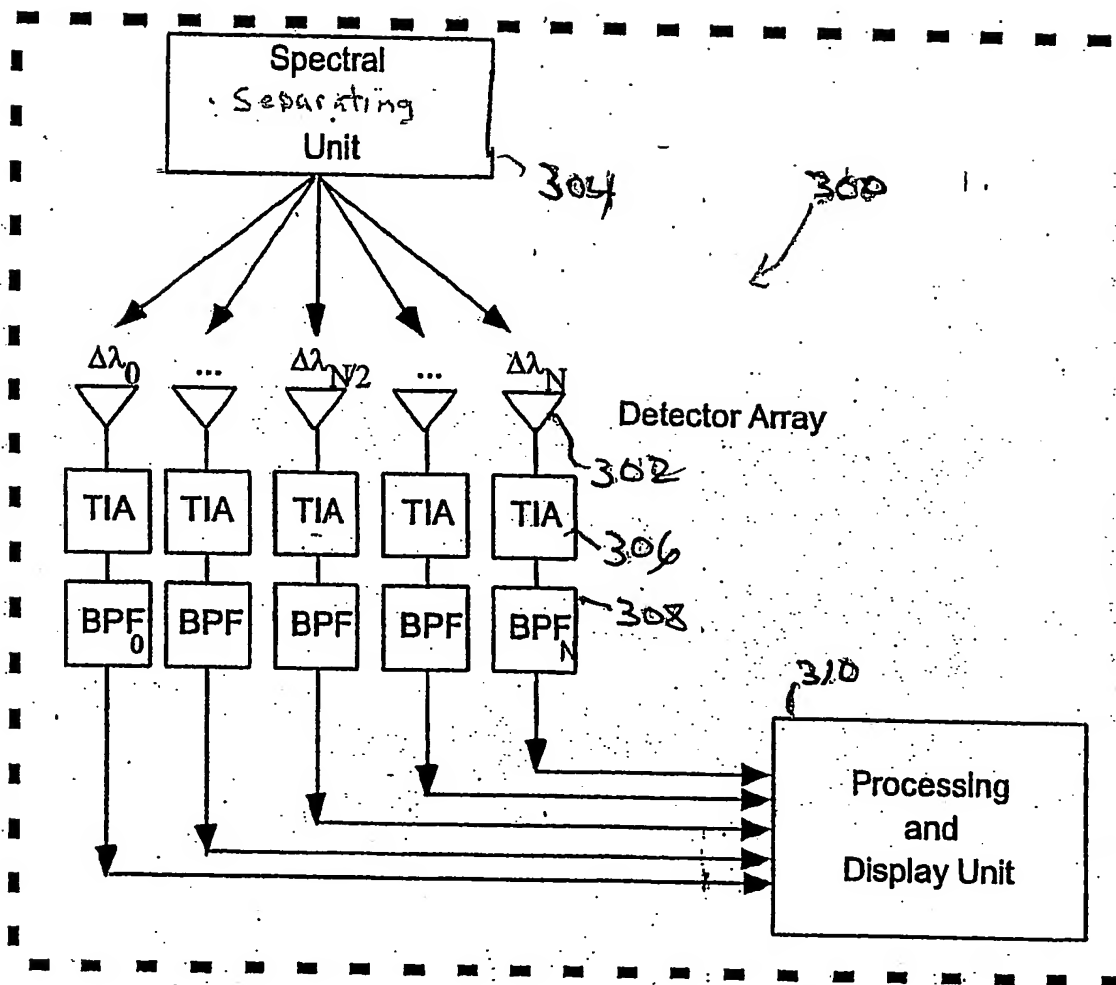 Spectral
Separating
Unit
304
300
Δλ0 ... ΔλN/2 ... ΔλN
Detector Array
302
TIA TIA TIA TIA TIA
306
BPF0 BPF BPF BPF BPFN
308
310
Processing
and
Display Unit